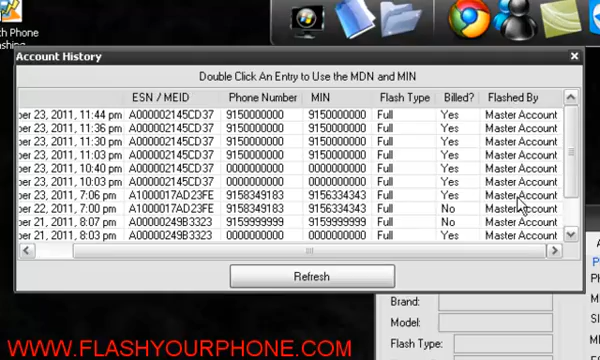 th Phone
Account History
Double Click An Entry to Use the MDN and MIN
ESN / MEID Phone Number MIN Flash Type Billed? Flashed By
ber 23, 2011, 11:44 pm A000002145CD37 9150000000 9150000000 Full Yes Master Account
ber 23, 2011, 11:36 pm A000002145CD37 9150000000 9150000000 Full Yes Master Account
ber 23, 2011, 11:30 pm A000002145CD37 9150000000 9150000000 Full Yes Master Account
ber 23, 2011, 11:03 pm A000002145CD37 9150000000 9150000000 Full Yes Master Account
ber 23, 2011, 10:40 pm A000002145CD37 0000000000 0000000000 Full Yes Master Account
ber 23, 2011, 10:03 pm A000002145CD37 0000000000 0000000000 Full Yes Master Account
ber 23, 2011, 7:06 pm A1000017AD23FE 9158349183 9156334343 Full Yes Master Account
ber 22, 2011, 7:00 pm A1000017AD23FE 9158349183 9156334343 Full No Master Account
ber 21, 2011, 8:07 pm A00000249B3323 9159999999 9159999999 Full No Master Account
ber 21, 2011, 8:03 pm A00000249B3323 0000000000 0000000000 Full Yes Master Account
Refresh
Brand:
Model:
Flash Type:
WWW.FLASHYOURPHONE.COM